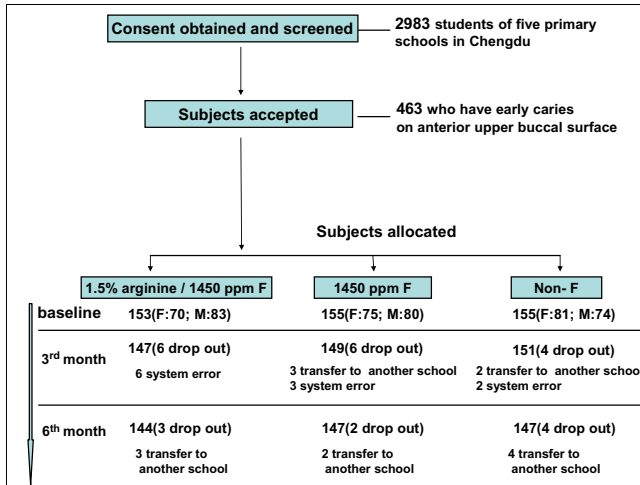 Consent obtained and screened
2983 students of five primary
schools in Chengdu
Subjects accepted
463 who have early caries
on anterior upper buccal surface
Subjects allocated
1.5% arginine / 1450 ppm F
1450 ppm F
Non- F
baseline
153(F:70; M:83)
155(F:75; M:80)
155(F:81; M:74)
3rd month
147(6 drop out)
149(6 drop out)
151(4 drop out)
6 system error
3 transfer to another school
3 system error
2 transfer to another schoo
2 system error
6th month
144(3 drop out)
147(2 drop out)
147(4 drop out)
3 transfer to
another school
2 transfer to
another school
4 transfer to
another school